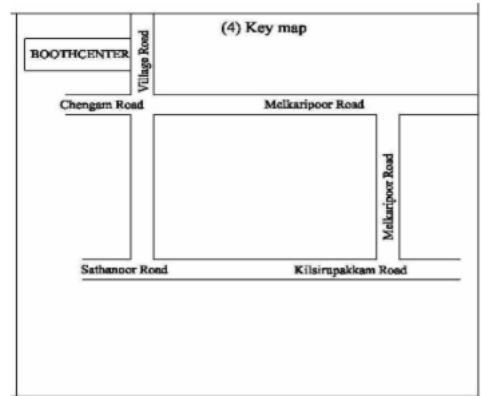 (4) Key map
BOOTHCENTER
Village Road
Chengam Road
Melkaripoor Road
Melkaripoor Road
Sathanoor Road
Kilsirupakkam Road